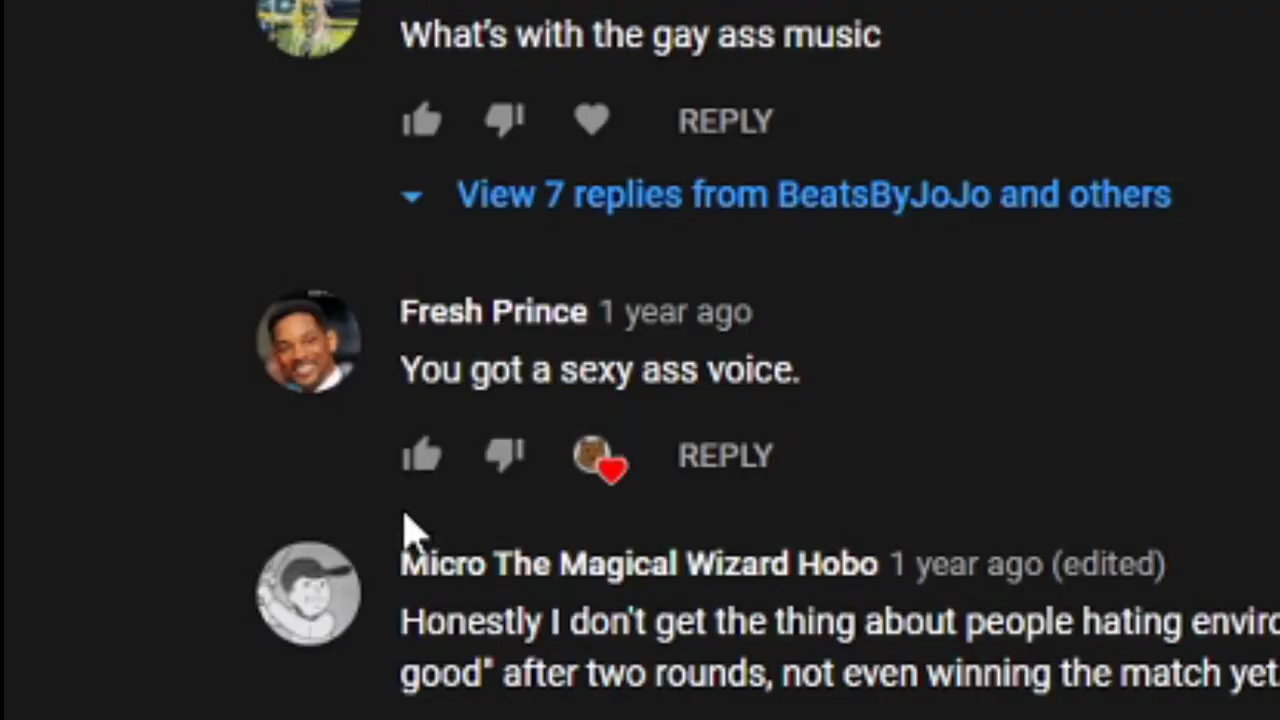 What's with the gay ass music
REPLY
View 7 replies from BeatsByJoJo and others
Fresh Prince 1 year ago
You got a sexy ass voice.
REPLY
Micro The Magical Wizard Hobo 1 year ago (edited)
Honestly I don't get the thing about people hating
good" after two rounds, not even winning the match yet